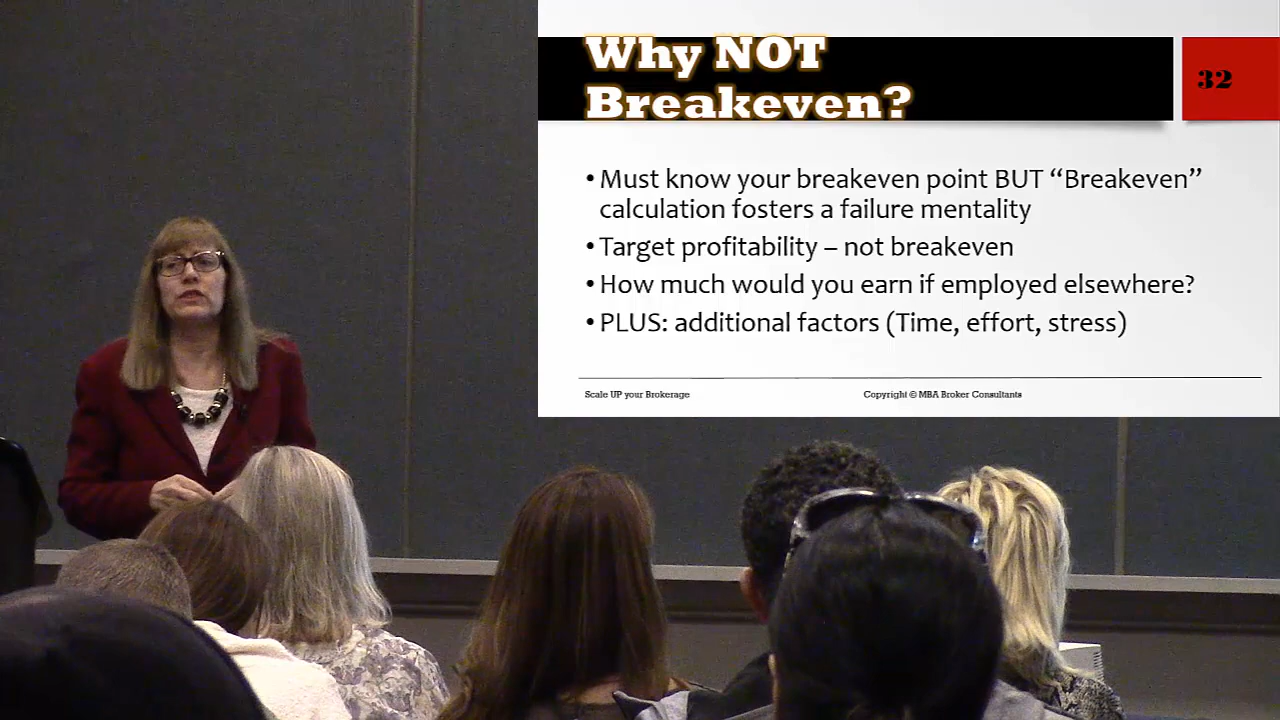 Why NOT
Breakeven?
32
• Must know your breakeven point BUT “Breakeven”
calculation fosters a failure mentality
• Target profitability – not breakeven
• How much would you earn if employed elsewhere?
• PLUS: additional factors (Time, effort, stress)
Scale UP your Brokerage
Copyright © MBA Broker Consultants